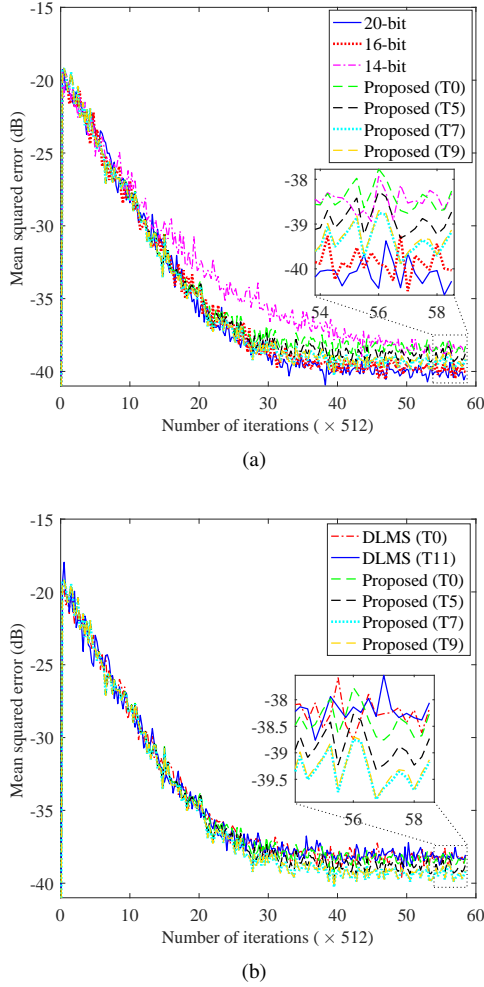 -15
-20
-25
-30
-35
-40
Mean squared error (dB)
20-bit
16-bit
14-bit
Proposed (T0)
Proposed (T5)
Proposed (T7)
Proposed (T9)
-38
-39
-40
54 56 58
0 10 20 30 40 50 60
Number of iterations ( × 512)
(a)
-15
-20
-25
-30
-35
-40
Mean squared error (dB)
DLMS (T0)
DLMS (T11)
Proposed (T0)
Proposed (T5)
Proposed (T7)
Proposed (T9)
-38
-38.5
-39
-39.5
56 58
0 10 20 30 40 50 60
Number of iterations ( × 512)
(b)